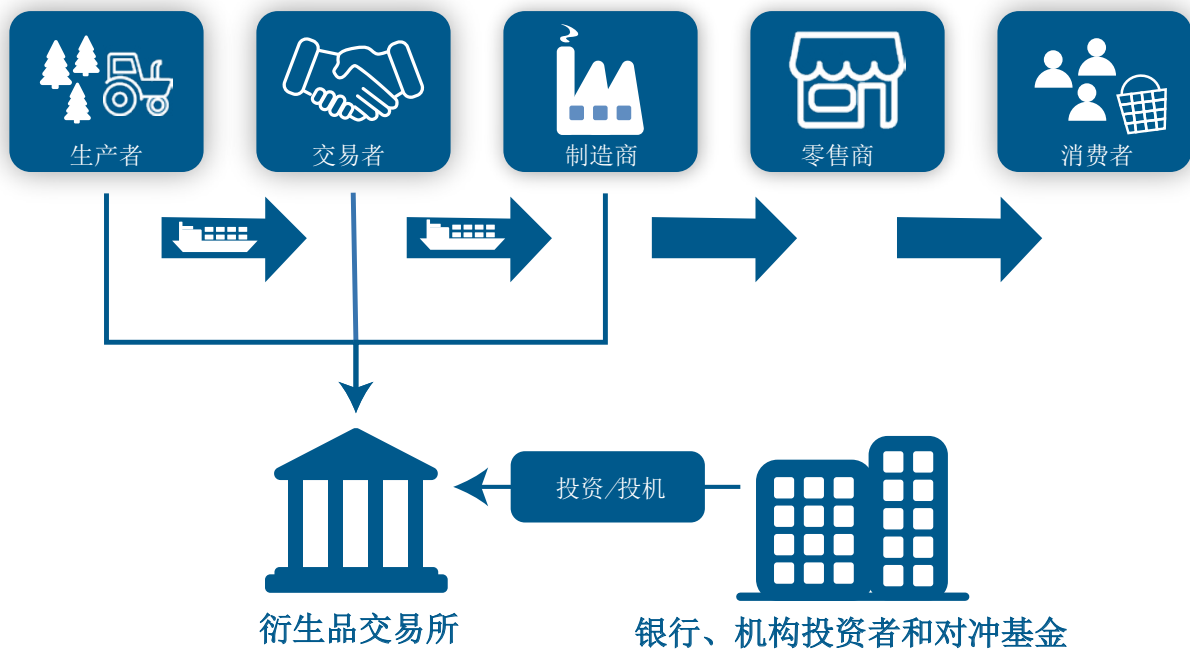 生产者
交易者
制造商
零售商
消费者
投资/投机
衍生品交易所
银行、机构投资者和对冲基金